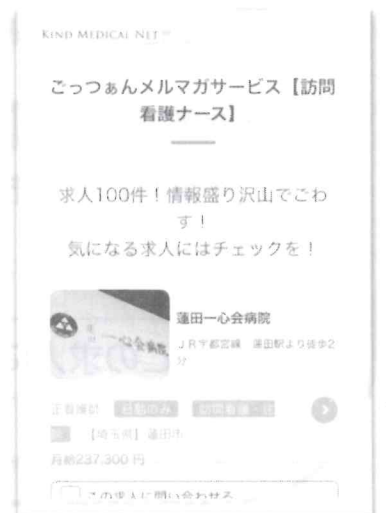 KIND MEDICAL NET
ごっつぁんメルマガサービス【訪問
看護ナース】
求人100件！情報盛り沢山でごわ
す！
気になる求人にはチェックを！
蓮田一心会病院
ＪＲ宇都宮線　蓮田駅より徒歩2
分
正看護師 日勤のみ 訪問看護・在
【埼玉県】蓮田市
月給237,300 円
この求人に問い合わせる